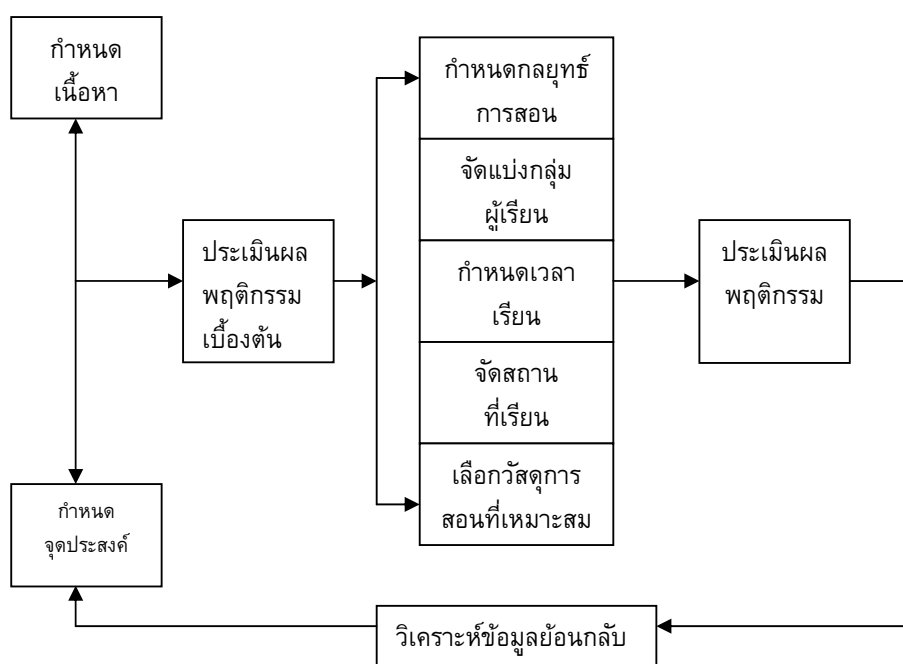 กำหนด
เนื้อหา
กำหนดกลยุทธ์
การสอน
จัดแบ่งกลุ่ม
ผู้เรียน
ประเมินผล
พฤติกรรม
เบื้องต้น
กำหนดเวลา
เรียน
ประเมินผล
พฤติกรรม
จัดสถาน
ที่เรียน
เลือกวัสดุการ
สอนที่เหมาะสม
กำหนด
จุดประสงค์
วิเคราะห์ข้อมูลย้อนกลับ